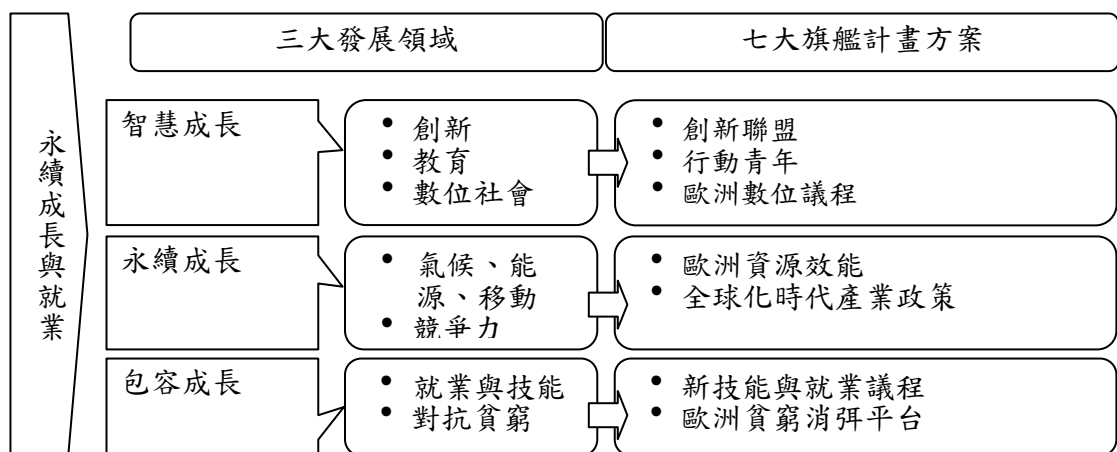 永續成長與就業
三大發展領域
七大旗艦計畫方案
智慧成長
• 創新
• 教育
• 數位社會
• 創新聯盟
• 行動青年
• 歐洲數位議程
永續成長
• 氣候、能
源、移動
• 競爭力
• 歐洲資源效能
• 全球化時代產業政策
包容成長
• 就業與技能
• 對抗貧窮
• 新技能與就業議程
• 歐洲貧窮消弭平台